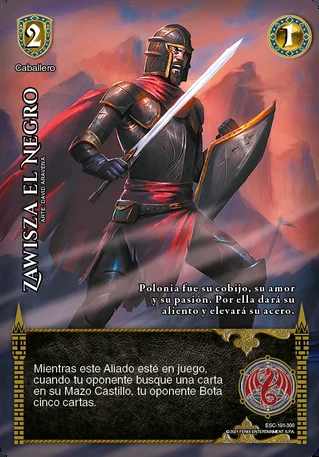 2
1
Caballero
ZAWISZA EL NEGRO
ARTE: DAVID ARAVENA
Polonia fue su cobijo, su amor
y su pasión. Por ella dará su
aliento y elevará su acero.
Mientras este Aliado esté en juego,
cuando tu oponente busque una carta
en su Mazo Castillo, tu oponente Bota
cinco cartas.
ESC-191-300
© 2021 FENIX ENTERTAINMENT S.P.A.